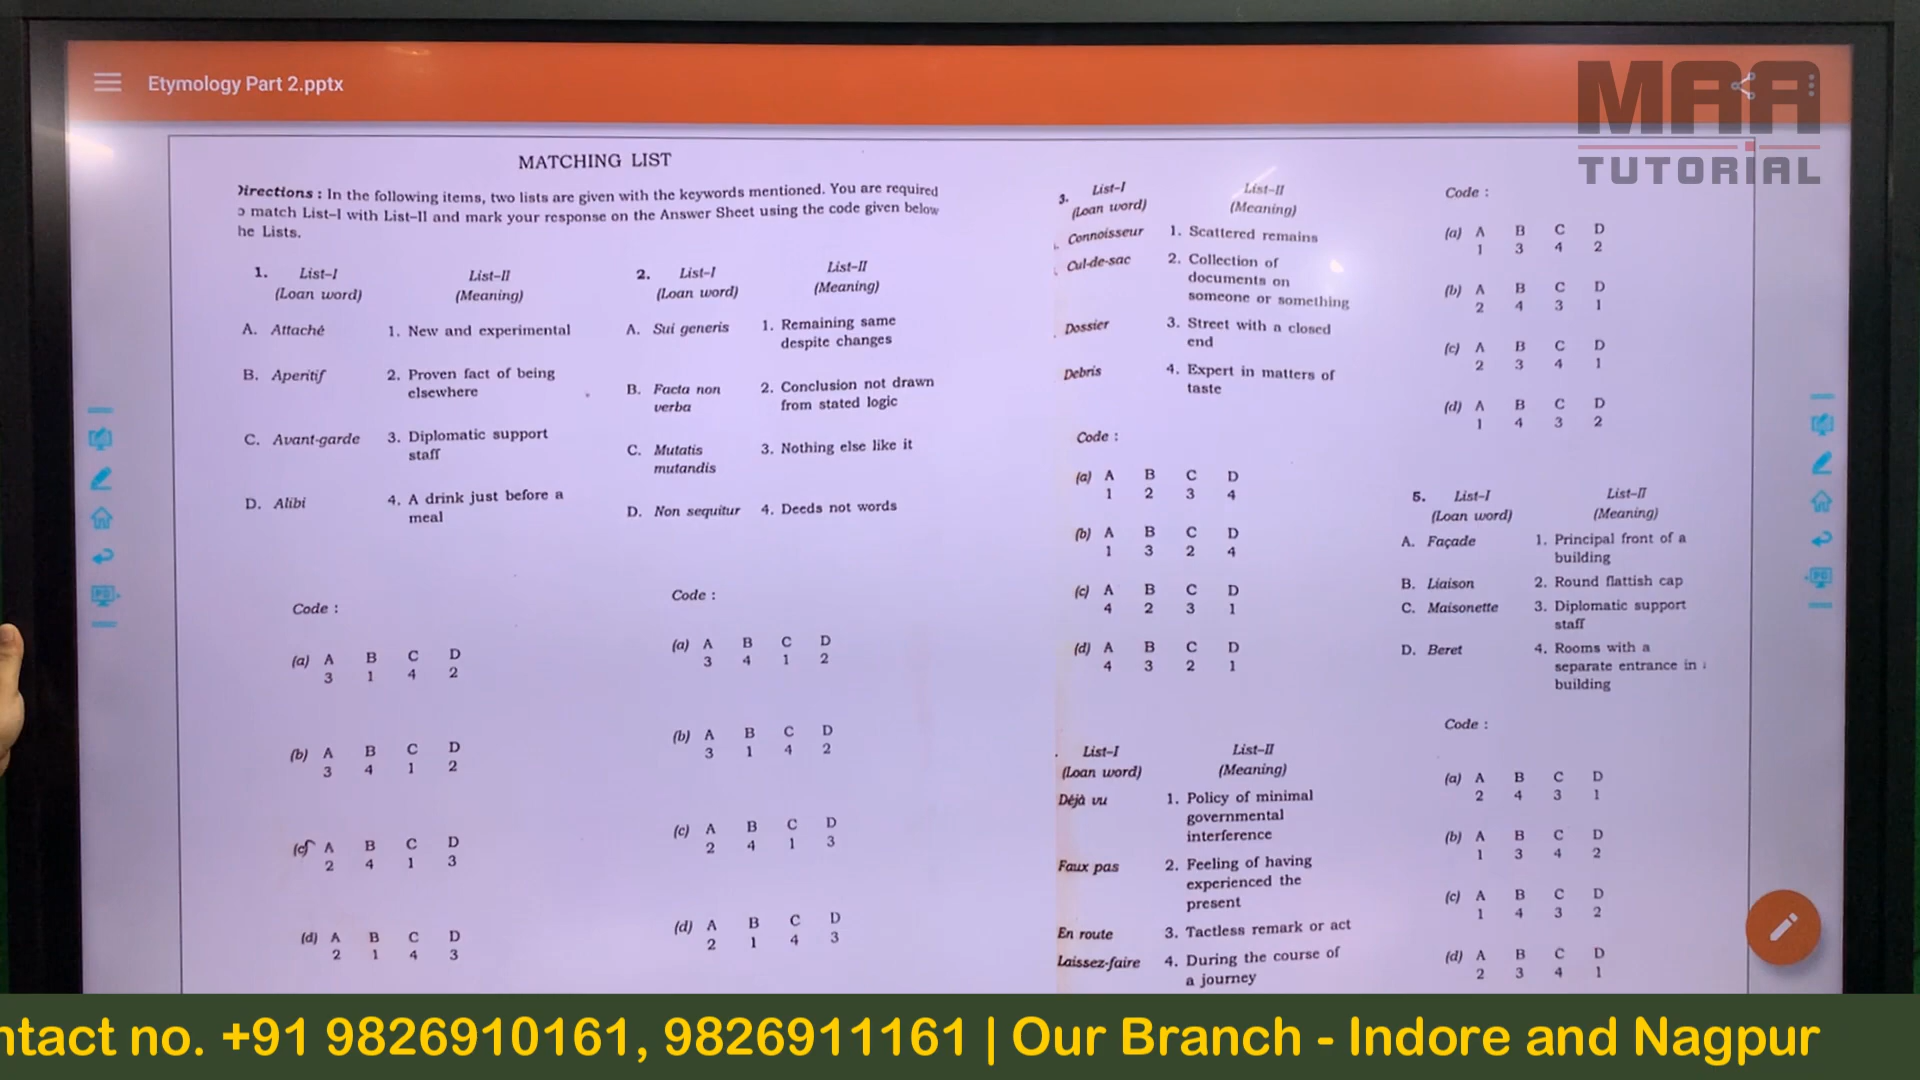 Etymology Part 2.pptx
MAA
TUTORIAL
MATCHING LIST
Directions : In the following items, two lists are given with the keywords mentioned. You are required
match List–I with List–II and mark your response on the Answer Sheet using the code given below
he Lists.
1. List–I List–II
(Loan word) (Meaning)
A. Attaché 1. New and experimental
B. Aperitif 2. Proven fact of being
elsewhere
C. Avant-garde 3. Diplomatic support
staff
D. Alibi 4. A drink just before a
meal
Code :
(a) A B C D
3 1 4 2
(b) A B C D
3 4 1 2
(c) A B C D
2 4 1 3
(d) A B C D
2 1 4 3
2. List–I List–II
(Loan word) (Meaning)
A. Sui generis 1. Remaining same
despite changes
B. Facta non 2. Conclusion not drawn
verba from stated logic
C. Mutatis 3. Nothing else like it
mutandis
D. Non sequitur 4. Deeds not words
Code :
(a) A B C D
3 4 1 2
(b) A B C D
3 1 4 2
(c) A B C D
2 4 1 3
(d) A B C D
2 1 4 3
3. List–I List–II
(Loan word) (Meaning)
Connoisseur 1. Scattered remains
Cul-de-sac 2. Collection of
documents on
someone or something
Dossier 3. Street with a closed
end
Debris 4. Expert in matters of
taste
Code :
(a) A B C D
1 2 3 4
(b) A B C D
1 3 2 4
(c) A B C D
4 2 3 1
(d) A B C D
4 3 2 1
List–I List–II
(Loan word) (Meaning)
Déjà vu 1. Policy of minimal
governmental
interference
Faux pas 2. Feeling of having
experienced the
present
En route 3. Tactless remark or act
Laissez-faire 4. During the course of
a journey
Code :
(a) A B C D
1 3 4 2
(b) A B C D
2 4 3 1
(c) A B C D
2 3 4 1
(d) A B C D
1 4 3 2
5. List–I List–II
(Loan word) (Meaning)
A. Façade 1. Principal front of a
building
B. Liaison 2. Round flattish cap
C. Maisonette 3. Diplomatic support
staff
D. Beret 4. Rooms with a
separate entrance in
building
Code :
(a) A B C D
2 4 3 1
(b) A B C D
1 3 4 2
(c) A B C D
1 4 3 2
(d) A B C D
2 3 4 1
ntact no. +91 9826910161, 9826911161 | Our Branch - Indore and Nagpur